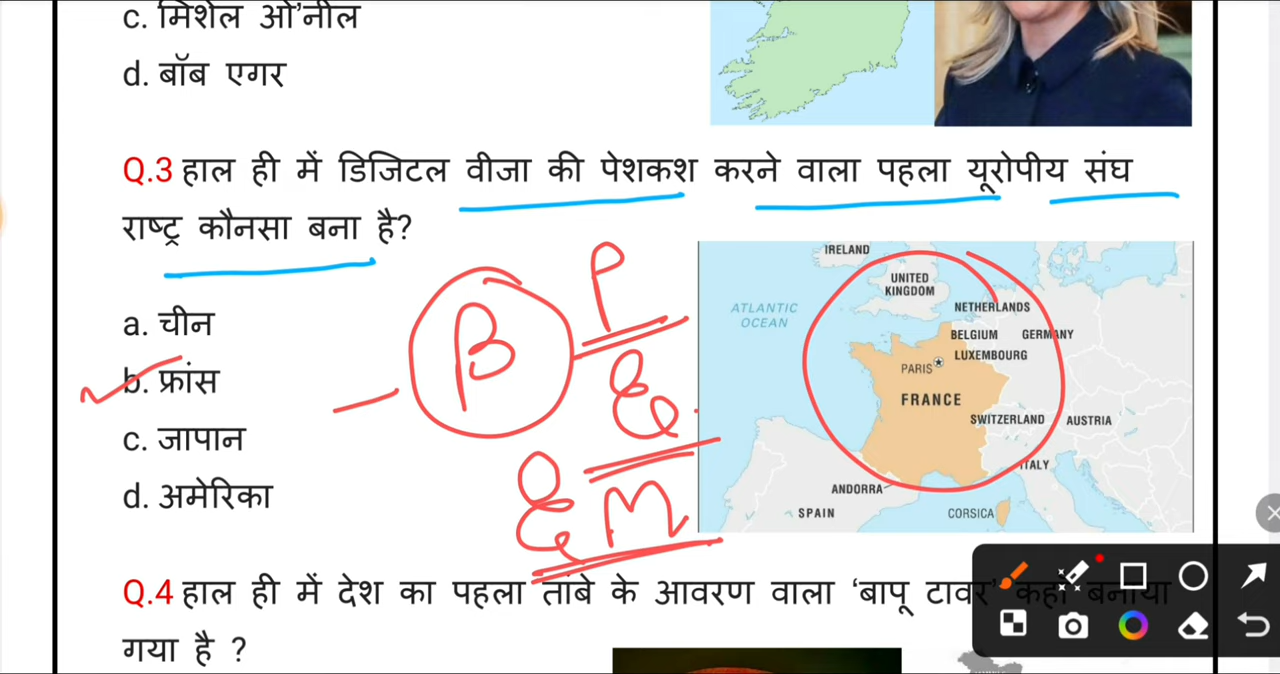 c. मिशेल ओ'नील
d. बॉब एगर
Q.3 हाल ही में डिजिटल वीजा की पेशकश करने वाला पहला यूरोपीय संघ
राष्ट्र कौनसा बना है?
a. चीन
b. फ्रांस
c. जापान
d. अमेरिका
B
P
M
IRELAND
UNITED
KINGDOM
ATLANTIC
OCEAN
NETHERLANDS
BELGIUM
GERMANY
LUXEMBOURG
PARIS
FRANCE
SWITZERLAND
AUSTRIA
ITALY
ANDORRA
SPAIN
CORSICA
Q.4 हाल ही में देश का पहला तांबे के आवरण वाला ‘बापू टावर’ कहां बनाया
गया है ?